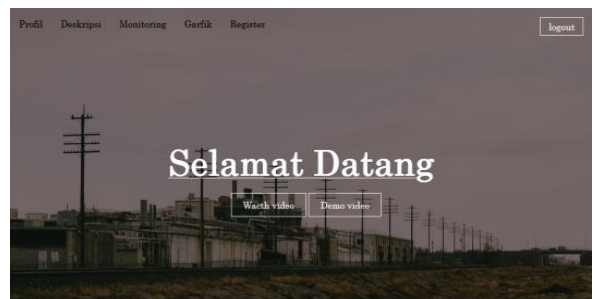 Profil Deskripsi Monitoring Garfik Register logout
Selamat Datang
Wacth video Demo video